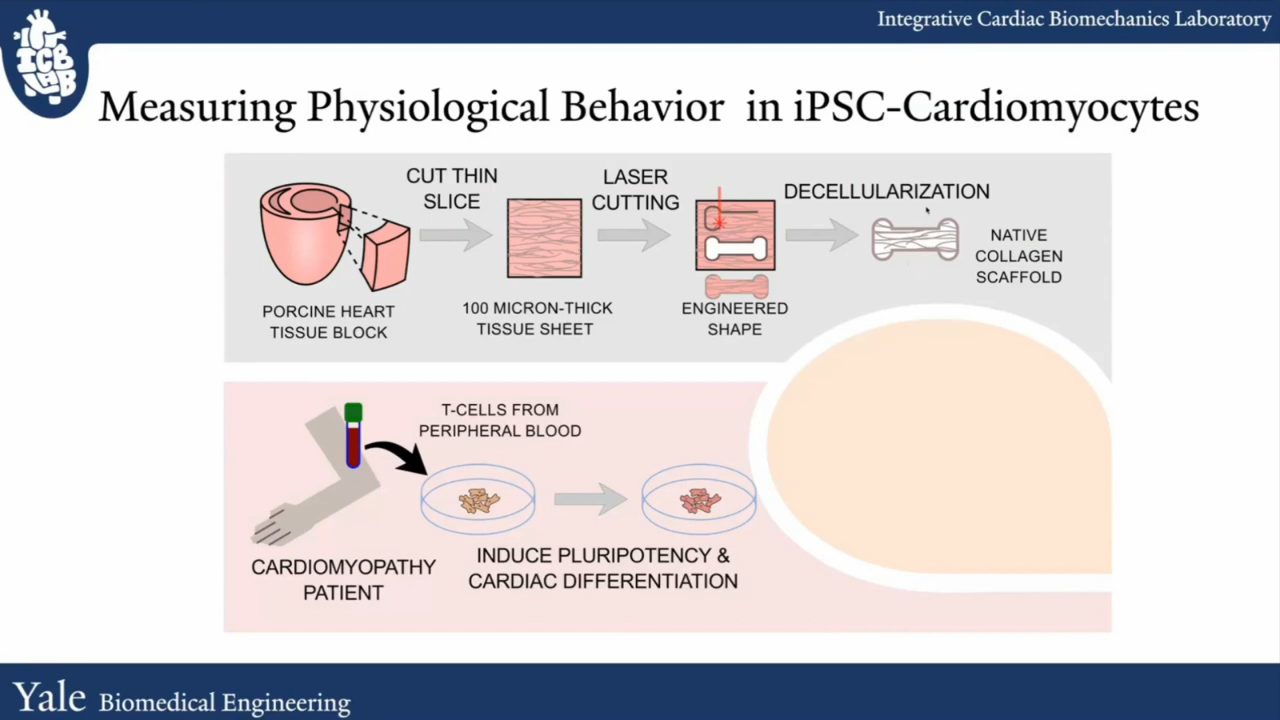 Integrative Cardiac Biomechanics Laboratory
ICB
LAB
Measuring Physiological Behavior in iPSC-Cardiomyocytes
CUT THIN
SLICE
LASER
CUTTING
DECELLULARIZATION
NATIVE
COLLAGEN
SCAFFOLD
PORCINE HEART
TISSUE BLOCK
100 MICRON-THICK
TISSUE SHEET
ENGINEERED
SHAPE
T-CELLS FROM
PERIPHERAL BLOOD
CARDIOMYOPATHY
PATIENT
INDUCE PLURIPOTENCY &
CARDIAC DIFFERENTIATION
Yale Biomedical Engineering